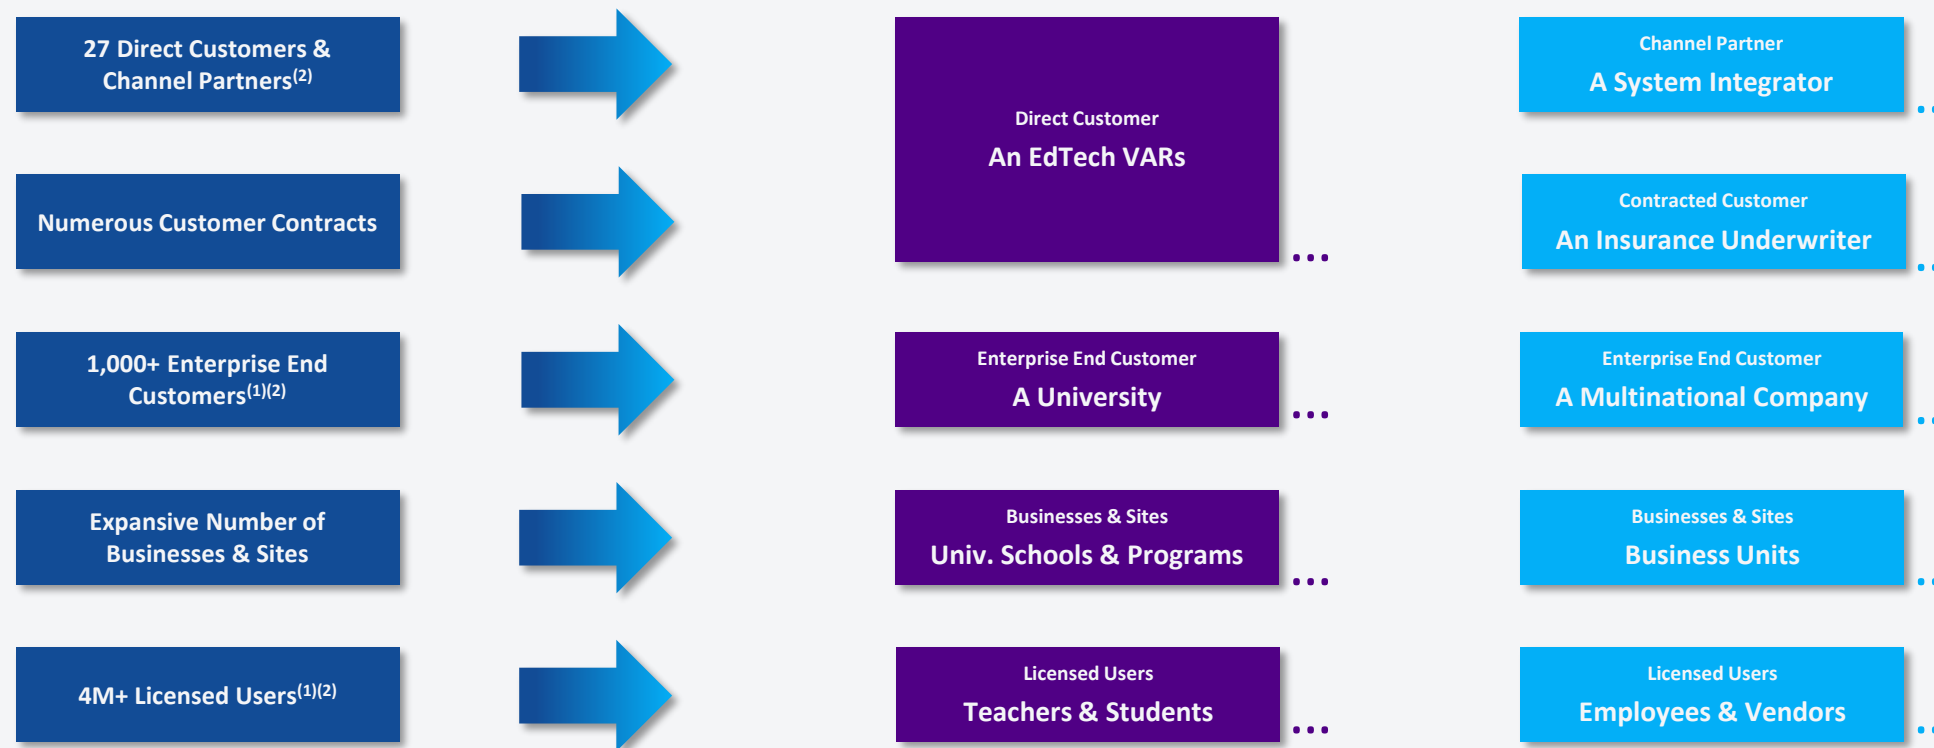 27 Direct Customers &
Channel Partners(2)
Direct Customer
An EdTech VARs
...
Channel Partner
A System Integrator
Numerous Customer Contracts
Contracted Customer
An Insurance Underwriter
1,000+ Enterprise End
Customers(1)(2)
Enterprise End Customer
A University
...
Enterprise End Customer
A Multinational Company
Expansive Number of
Businesses & Sites
Businesses & Sites
Univ. Schools & Programs
...
Businesses & Sites
Business Units
4M+ Licensed Users(1)(2)
Licensed Users
Teachers & Students
...
Licensed Users
Employees & Vendors